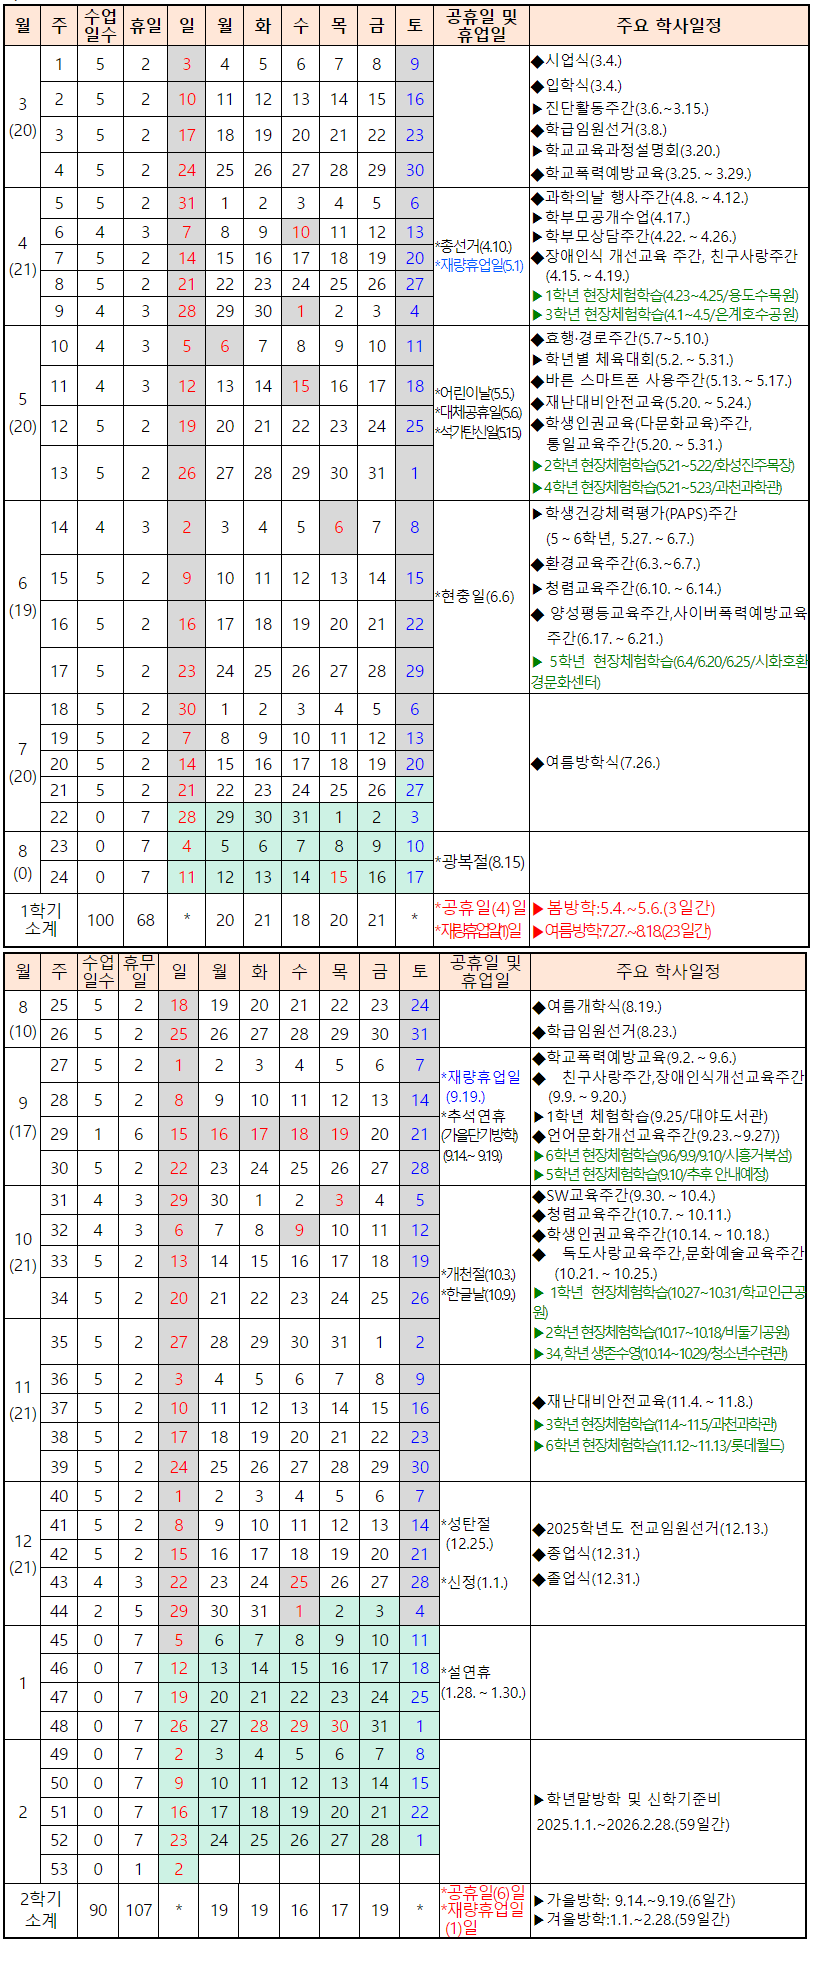 월 주 수업일수 휴일 일 월 화 수 목 금 토 공휴일 및 휴업일 주요 학사일정
3 (20)
1 5 2 3 4 5 6 7 8 9
2 5 2 10 11 12 13 14 15 16
3 5 2 17 18 19 20 21 22 23
4 5 2 24 25 26 27 28 29 30
◆시업식(3.4.)
◆입학식(3.4.)
▶진단활동주간(3.6.~3.15.)
◆학급임원선거(3.8.)
▶학교교육과정설명회(3.20.)
◆학교폭력예방교육(3.25. ~ 3.29.)
4 (21)
5 5 2 31 1 2 3 4 5 6
6 4 3 7 8 9 10 11 12 13
7 5 2 14 15 16 17 18 19 20
8 5 2 21 22 23 24 25 26 27
9 4 3 28 29 30 1 2 3 4
*총선거(4.10.)
*재량휴업일(5.1)
◆과학의날 행사주간(4.8. ~ 4.12.)
▶학부모공개수업(4.17.)
▶학부모상담주간(4.22. ~ 4.26.)
◆장애인식 개선교육 주간, 친구사랑주간
(4.15. ~ 4.19.)
▶1학년 현장체험학습(4.23~4.25/용도수목원)
▶3학년 현장체험학습(4.1~4.5/은계호수공원)
5 (20)
10 4 3 5 6 7 8 9 10 11
11 4 3 12 13 14 15 16 17 18
12 5 2 19 20 21 22 23 24 25
13 5 2 26 27 28 29 30 31 1
*어린이날(5.5.)
*대체공휴일(5.6.)
*석가탄신일(5.15.)
◆효행·경로주간(5.7~5.10.)
▶학년별 체육대회(5.2. ~ 5.31.)
◆바른 스마트폰 사용주간(5.13. ~ 5.17.)
◆재난대비안전교육(5.20. ~ 5.24.)
◆학생인권교육(다문화교육)주간,
통일교육주간(5.20. ~ 5.31.)
▶2학년 현장체험학습(5.21~5.22/화성진주목장)
▶4학년 현장체험학습(5.21~5.23/과천과학관)
6 (19)
14 4 3 2 3 4 5 6 7 8
15 5 2 9 10 11 12 13 14 15
16 5 2 16 17 18 19 20 21 22
17 5 2 23 24 25 26 27 28 29
*현충일(6.6)
▶학생건강체력평가(PAPS)주간
(5 ~ 6학년, 5.27. ~ 6.7.)
◆환경교육주간(6.3.~6.7.)
▶청렴교육주간(6.10. ~ 6.14.)
◆ 양성평등교육주간,사이버폭력예방교육
주간(6.17. ~ 6.21.)
▶ 5학년 현장체험학습(6.4/6.20/6.25/시화호환
경문화센터)
7 (20)
18 5 2 30 1 2 3 4 5 6
19 5 2 7 8 9 10 11 12 13
20 5 2 14 15 16 17 18 19 20
21 5 2 21 22 23 24 25 26 27
22 0 7 28 29 30 31 1 2 3
◆여름방학식(7.26.)
8 (0)
23 0 7 4 5 6 7 8 9 10
24 0 7 11 12 13 14 15 16 17
*광복절(8.15)
1학기 소계 100 68 * 20 21 18 20 21 *
*공휴일(4)일
*재량휴업일(1)일
▶봄방학:5.4.~5.6.(3일간)
▶여름방학:7.27.~8.18.(23일간)
월 주 수업일수 휴무일 일 월 화 수 목 금 토 공휴일 및 휴업일 주요 학사일정
8 (10)
25 5 2 18 19 20 21 22 23 24
26 5 2 25 26 27 28 29 30 31
◆여름개학식(8.19.)
◆학급임원선거(8.23.)
9 (17)
27 5 2 1 2 3 4 5 6 7
28 5 2 8 9 10 11 12 13 14
29 1 6 15 16 17 18 19 20 21
30 5 2 22 23 24 25 26 27 28
*재량휴업일
(9.19.)
*추석연휴
(가을단기방학)
(9.14.~ 9.19.)
◆학교폭력예방교육(9.2. ~ 9.6.)
◆ 친구사랑주간,장애인식개선교육주간
(9.9. ~ 9.20.)
▶1학년 체험학습(9.25/대야도서관)
◆언어문화개선교육주간(9.23.~9.27))
▶6학년 현장체험학습(9.6/9.9/9.10/시흥거북섬)
▶5학년 현장체험학습(9.10/추후 안내예정)
10 (21)
31 4 3 29 30 1 2 3 4 5
32 4 3 6 7 8 9 10 11 12
33 5 2 13 14 15 16 17 18 19
34 5 2 20 21 22 23 24 25 26
*개천절(10.3.)
*한글날(10.9.)
◆SW교육주간(9.30. ~ 10.4.)
◆청렴교육주간(10.7. ~ 10.11.)
◆학생인권교육주간(10.14. ~ 10.18.)
◆ 독도사랑교육주간,문화예술교육주간
(10.21. ~ 10.25.)
▶ 1학년 현장체험학습(10.27~10.31/학교인근공
원)
▶2학년 현장체험학습(10.17~10.18/비둘기공원)
▶3,4,학년 생존수영(10.14~10.29/청소년수련관)
11 (21)
35 5 2 27 28 29 30 31 1 2
36 5 2 3 4 5 6 7 8 9
37 5 2 10 11 12 13 14 15 16
38 5 2 17 18 19 20 21 22 23
39 5 2 24 25 26 27 28 29 30
◆재난대비안전교육(11.4. ~ 11.8.)
▶3학년 현장체험학습(11.4~11.5/과천과학관)
▶6학년 현장체험학습(11.12~11.13/롯데월드)
12 (21)
40 5 2 1 2 3 4 5 6 7
41 5 2 8 9 10 11 12 13 14
42 5 2 15 16 17 18 19 20 21
43 4 3 22 23 24 25 26 27 28
44 2 5 29 30 31 1 2 3 4
*성탄절
(12.25.)
*신정(1.1.)
◆2025학년도 전교임원선거(12.13.)
◆종업식(12.31.)
◆졸업식(12.31.)
1
45 0 7 5 6 7 8 9 10 11
46 0 7 12 13 14 15 16 17 18
47 0 7 19 20 21 22 23 24 25
48 0 7 26 27 28 29 30 31 1
*설연휴
(1.28. ~ 1.30.)
2
49 0 7 2 3 4 5 6 7 8
50 0 7 9 10 11 12 13 14 15
51 0 7 16 17 18 19 20 21 22
52 0 7 23 24 25 26 27 28 1
53 0 1 2
▶학년말방학 및 신학기준비
2025.1.1.~2026.2.28.(59일간)
2학기 소계 90 107 * 19 19 16 17 19 *
*공휴일(6)일
*재량휴업일
(1)일
▶가을방학: 9.14.~9.19.(6일간)
▶겨울방학:1.1.~2.28.(59일간)